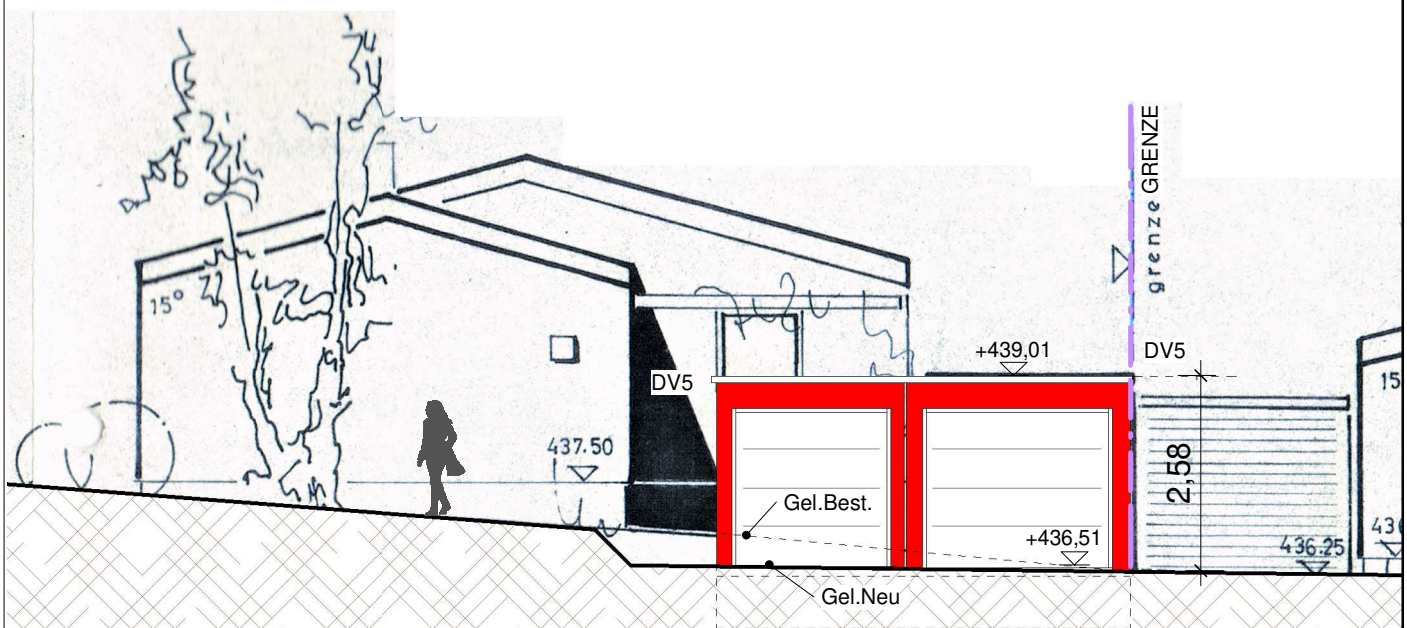 GRENZE
grenze
15°
+439,01
DV5
DV5
437.50
2,58
Gel.Best.
+436,51
436.25
Gel.Neu